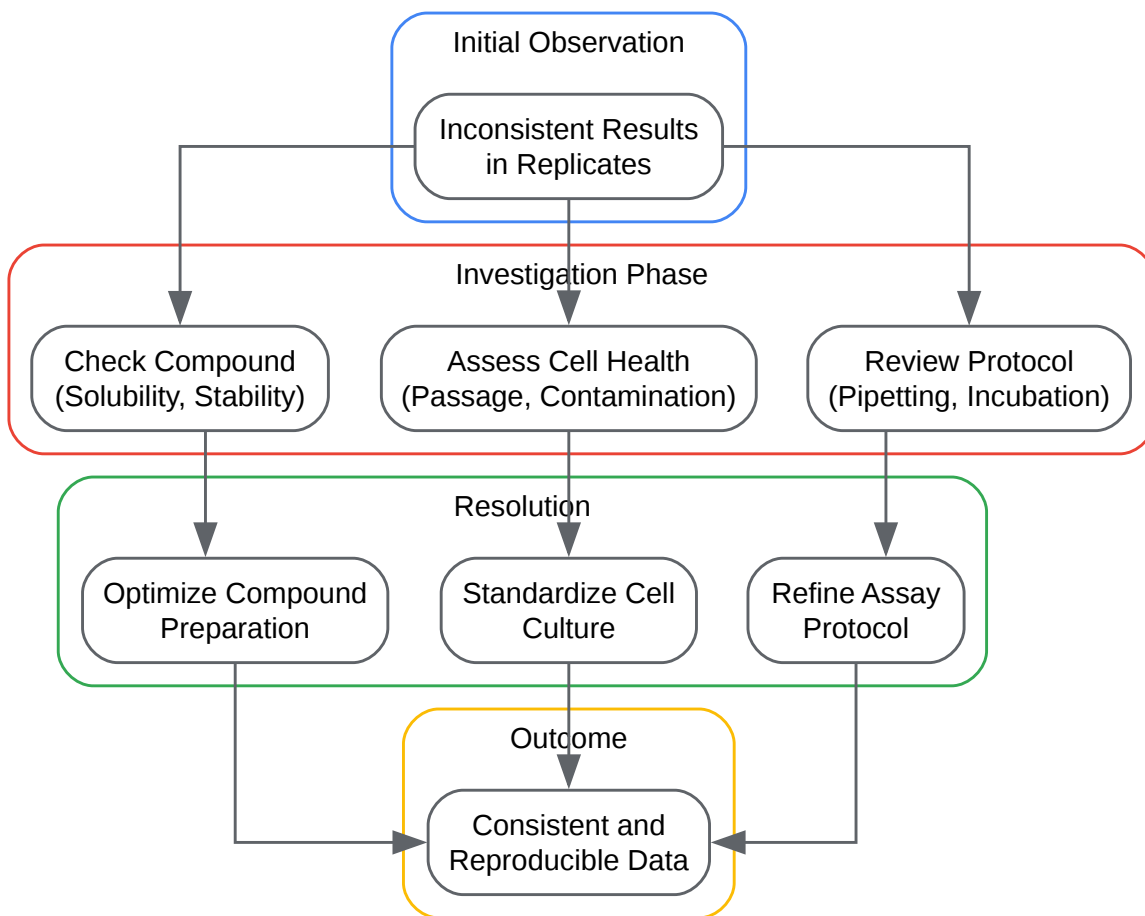 Initial Observation
Inconsistent Results
in Replicates
Investigation Phase
Check Compound
(Solubility, Stability)
Assess Cell Health
(Passage, Contamination)
Review Protocol
(Pipetting, Incubation)
Resolution
Optimize Compound
Preparation
Standardize Cell
Culture
Refine Assay
Protocol
Outcome
Consistent and
Reproducible Data